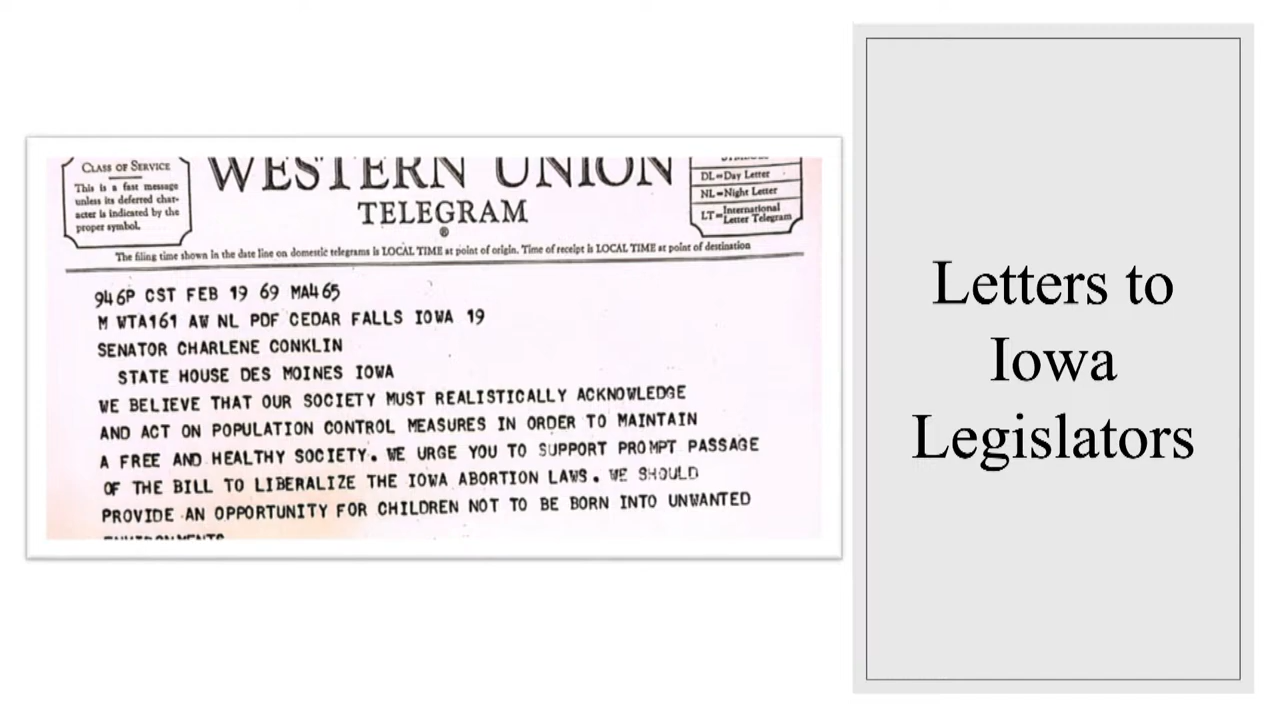 CLASS OF SERVICE
This is a fast message
unless its deferred char-
acter is indicated by the
proper symbol.
WESTERN UNION
TELEGRAM
®
SYMBOLS
DL=Day Letter
NL=Night Letter
LT=International
Letter Telegram
The filing time shown in the date line on domestic telegrams is LOCAL TIME at point of origin. Time of receipt is LOCAL TIME at point of destination
946P CST FEB 19 69 MA465
M WTA161 AW NL PDF CEDAR FALLS IOWA 19
SENATOR CHARLENE CONKLIN
STATE HOUSE DES MOINES IOWA
WE BELIEVE THAT OUR SOCIETY MUST REALISTICALLY ACKNOWLEDGE
AND ACT ON POPULATION CONTROL MEASURES IN ORDER TO MAINTAIN
A FREE AND HEALTHY SOCIETY. WE URGE YOU TO SUPPORT PROMPT PASSAGE
OF THE BILL TO LIBERALIZE THE IOWA ABORTION LAWS. WE SHOULD
PROVIDE AN OPPORTUNITY FOR CHILDREN NOT TO BE BORN INTO UNWANTED
ENVIRONMENTS
Letters to
Iowa
Legislators